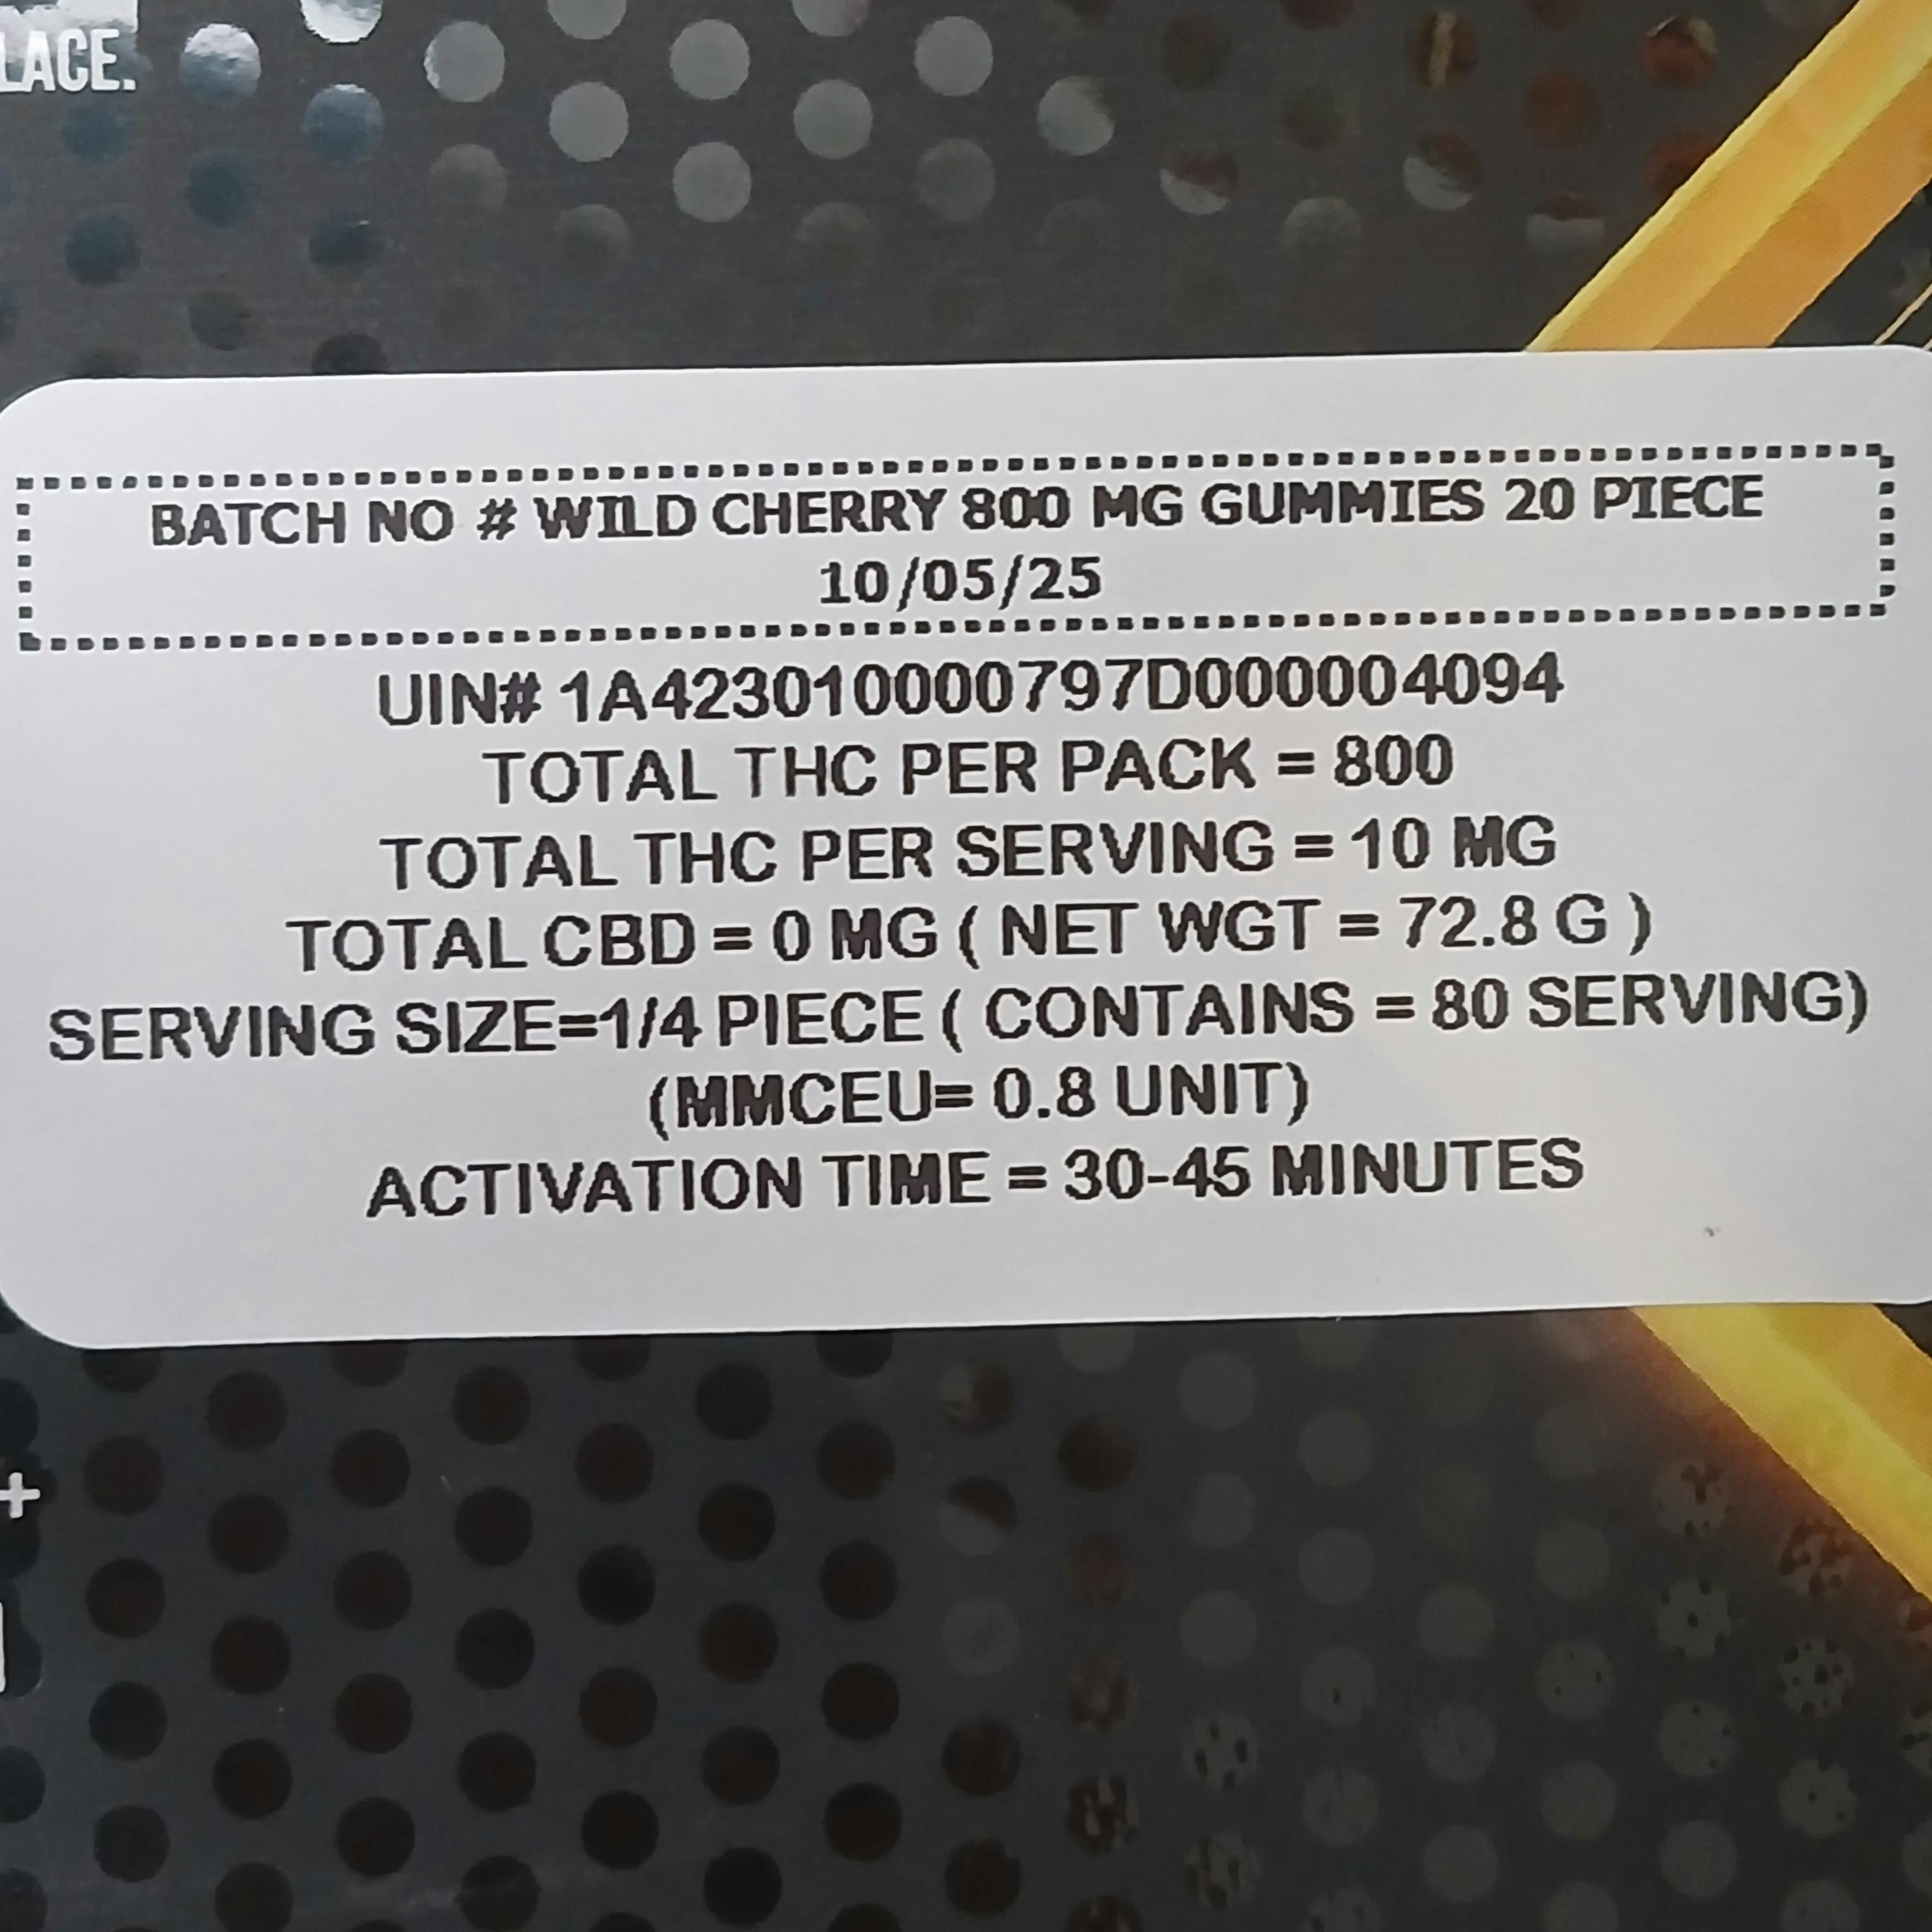 LACE.
BATCH NO # WILD CHERRY 800 MG GUMMIES 20 PIECE
10/05/25
UIN# 1A423010000797D000004094
TOTAL THC PER PACK = 800
TOTAL THC PER SERVING = 10 MG
TOTAL CBD = 0 MG ( NET WGT = 72.8 G )
SERVING SIZE=1/4 PIECE ( CONTAINS = 80 SERVING)
(MMCEU= 0.8 UNIT)
ACTIVATION TIME = 30-45 MINUTES
+